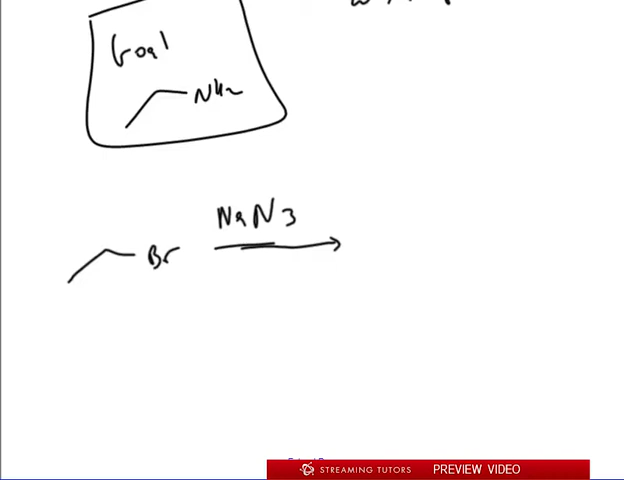 Goal
NH2
NaN3
Br
STREAMING TUTORS PREVIEW VIDEO